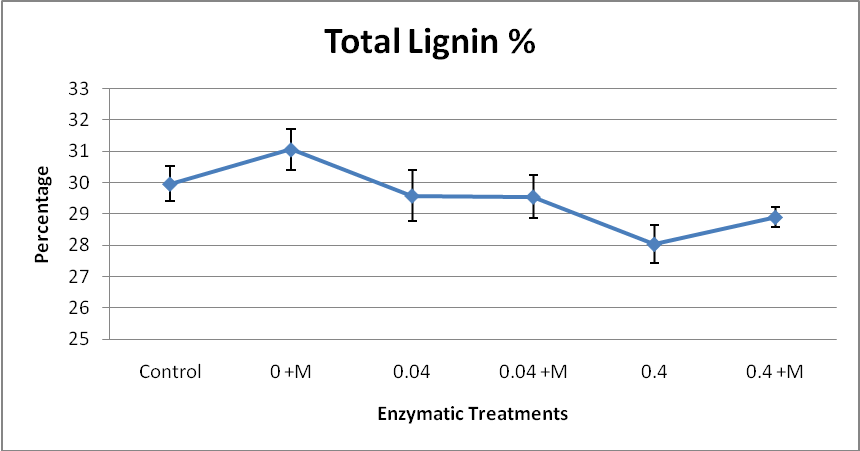 Total Lignin %
33
32
31
30
29
28
27
26
25
Percentage
Control 0 +M 0.04 0.04 +M 0.4 0.4 +M
Enzymatic Treatments